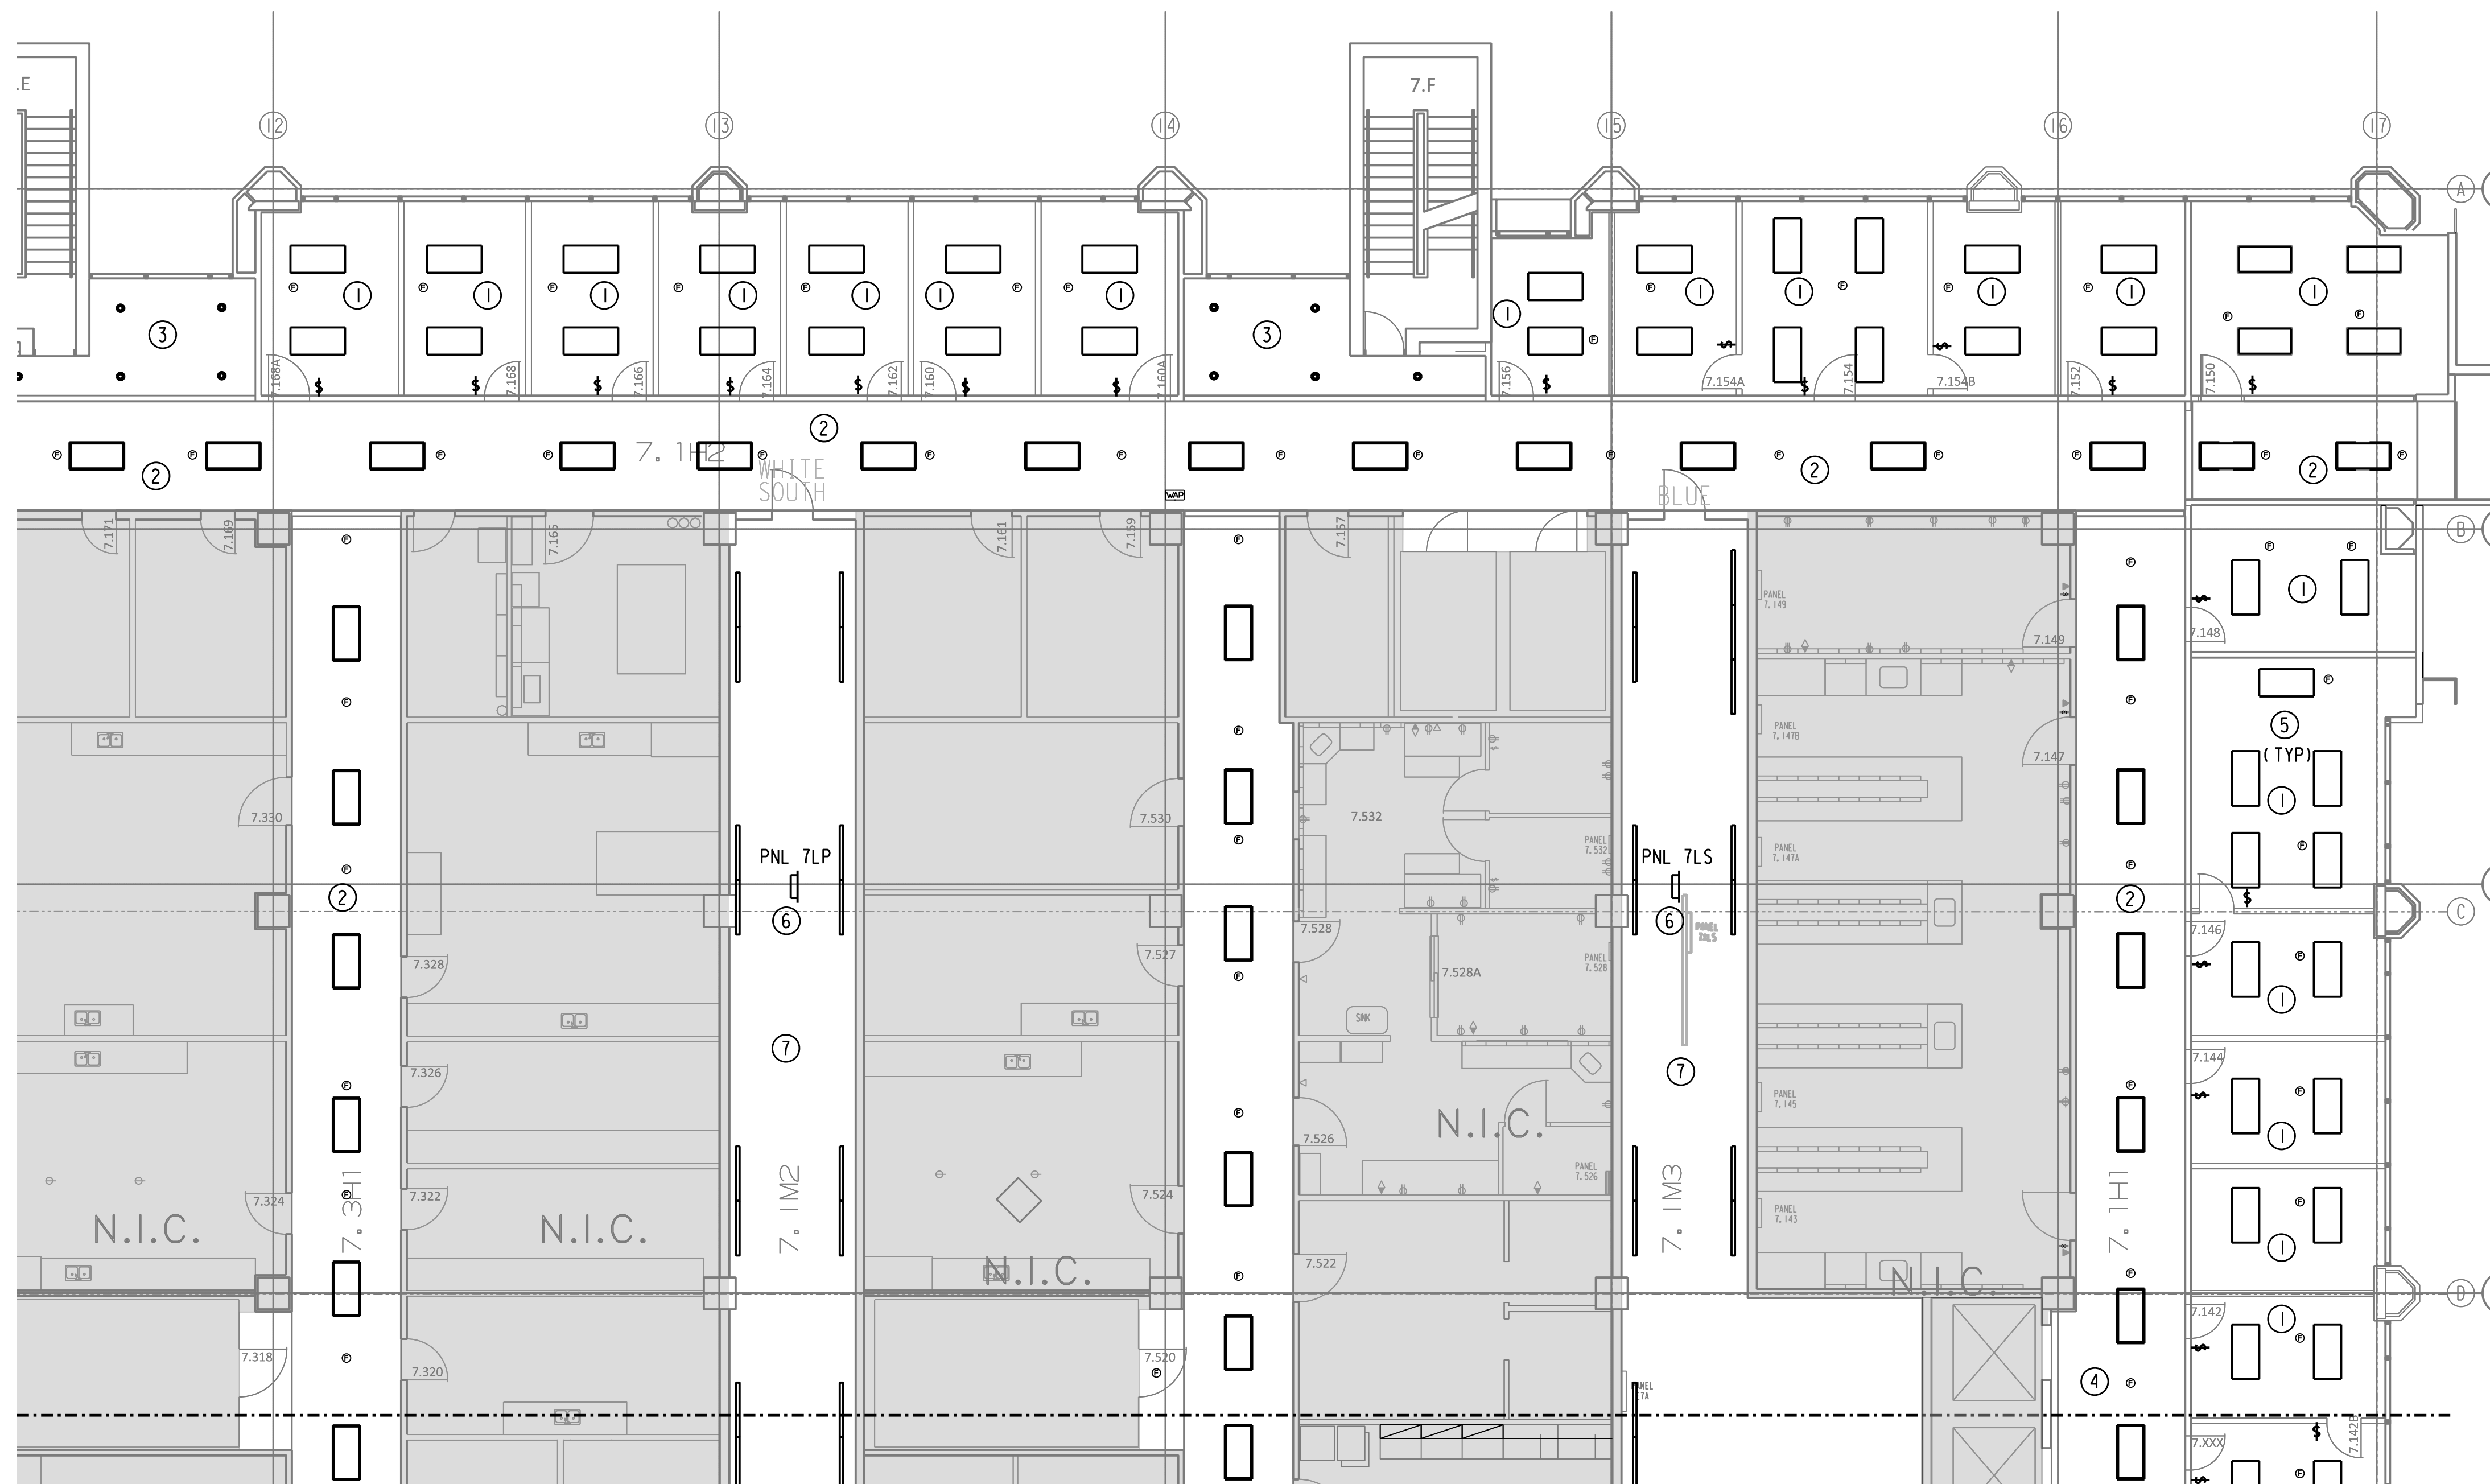 .E
7.F
12
13
14
15
16
17
A
F
1
F
1
F
1
F
1
F
1
1
F
F
1
1
F
F
1
1
F
F
1
F
1
F
1
F
3
3
7.168A
$
$
7.168
$
7.166
$
7.164
$
7.162
7.160
$
7.160A
7.156
$
7.154A
$
$
7.154
$
7.154B
7.152
$
7.150
$
F
2
F
F
F
7. 1H2
F
2
F
F
F
F
F
F
2
F
F
F
2
F
WHITE
SOUTH
WAP
BLUE
7.171
7.169
7.165
7.161
7.159
7.157
B
F
F
F
F
F
PANEL
7.149
7.149
$
1
7.148
F
F
F
F
5
(TYP)
PANEL
7.147B
7.147
7.330
7.530
7.532
PANEL
7.532
PANEL
7.147A
1
F
F
F
F
PNL 7LP
PNL 7LS
2
6
6
2
$
C
7.528
7.146
7.328
7.527
PANEL
7.528
7.528A
F
$
F
1
SINK
7
7
7.326
7.144
F
F
F
F
$
PANEL
7.145
N.I.C.
7.526
1
PANEL
7.526
7.324
7. 3H1
F
7.322
7. 1M2
7.524
7. 1M3
PANEL
7.143
7. 1H1
F
N.I.C.
N.I.C.
N.I.C.
7.522
N.I.C.
1
F
F
D
7.142
1
F
$
7.318
F
7.320
7.520
F
4
F
7.142B
$
7.XXX
F
$